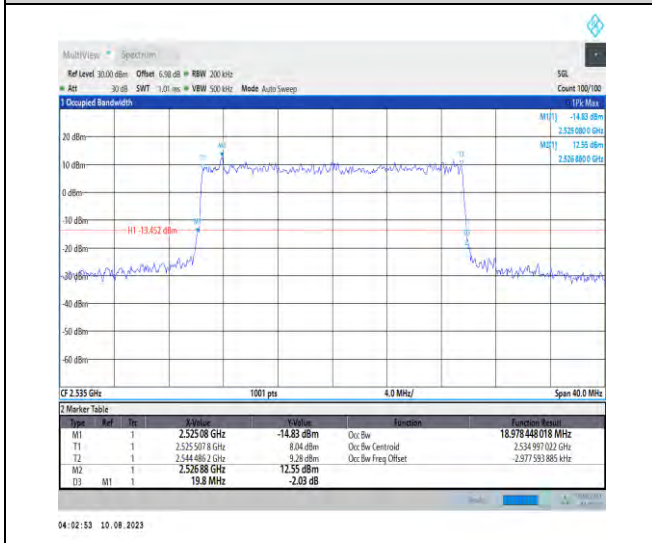 MultiView Spectrum
Ref Level 30.00 dBm Offset 6.98 dB RBW 200 kHz SGL
Att 30 dB SWT 1.01 ms VBW 500 kHz Mode Auto Sweep Count 100/100
1 Occupied Bandwidth 1Pk Max
M1[1] -14.83 dBm
2.525 080 0 GHz
M2[1] 12.55 dBm
2.526 880 0 GHz
20 dBm
10 dBm
0 dBm
-10 dBm
H1 -13.452 dBm
-20 dBm
-30 dBm
-40 dBm
-50 dBm
-60 dBm
CF 2.535 GHz 1001 pts 4.0 MHz/ Span 40.0 MHz
2 Marker Table
Type Ref Trc X-Value Y-Value Function Function Result
M1 1 2.525 08 GHz -14.83 dBm Occ Bw 18.978 448 018 MHz
T1 1 2.525 507 8 GHz 8.04 dBm Occ Bw Centroid 2.534 997 022 GHz
T2 1 2.544 486 2 GHz 9.28 dBm Occ Bw Freq Offset -2.977 593 885 kHz
M2 1 2.526 88 GHz 12.55 dBm
D3 M1 1 19.8 MHz -2.03 dB
04:02:53 10.08.2023